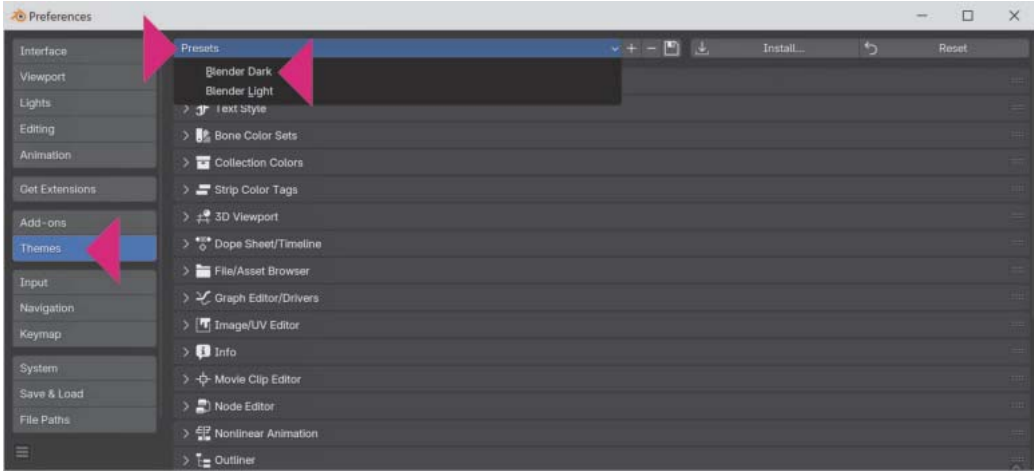 Preferences
Interface
Viewport
Lights
Editing
Animation
Get Extensions
Add-ons
Themes
Input
Navigation
Keymap
System
Save & Load
File Paths
Presets
Install...
Reset
Blender Dark
Blender Light
Text Style
Bone Color Sets
Collection Colors
Strip Color Tags
3D Viewport
Dope Sheet/Timeline
File/Asset Browser
Graph Editor/Drivers
Image/UV Editor
Info
Movie Clip Editor
Node Editor
Nonlinear Animation
Outliner